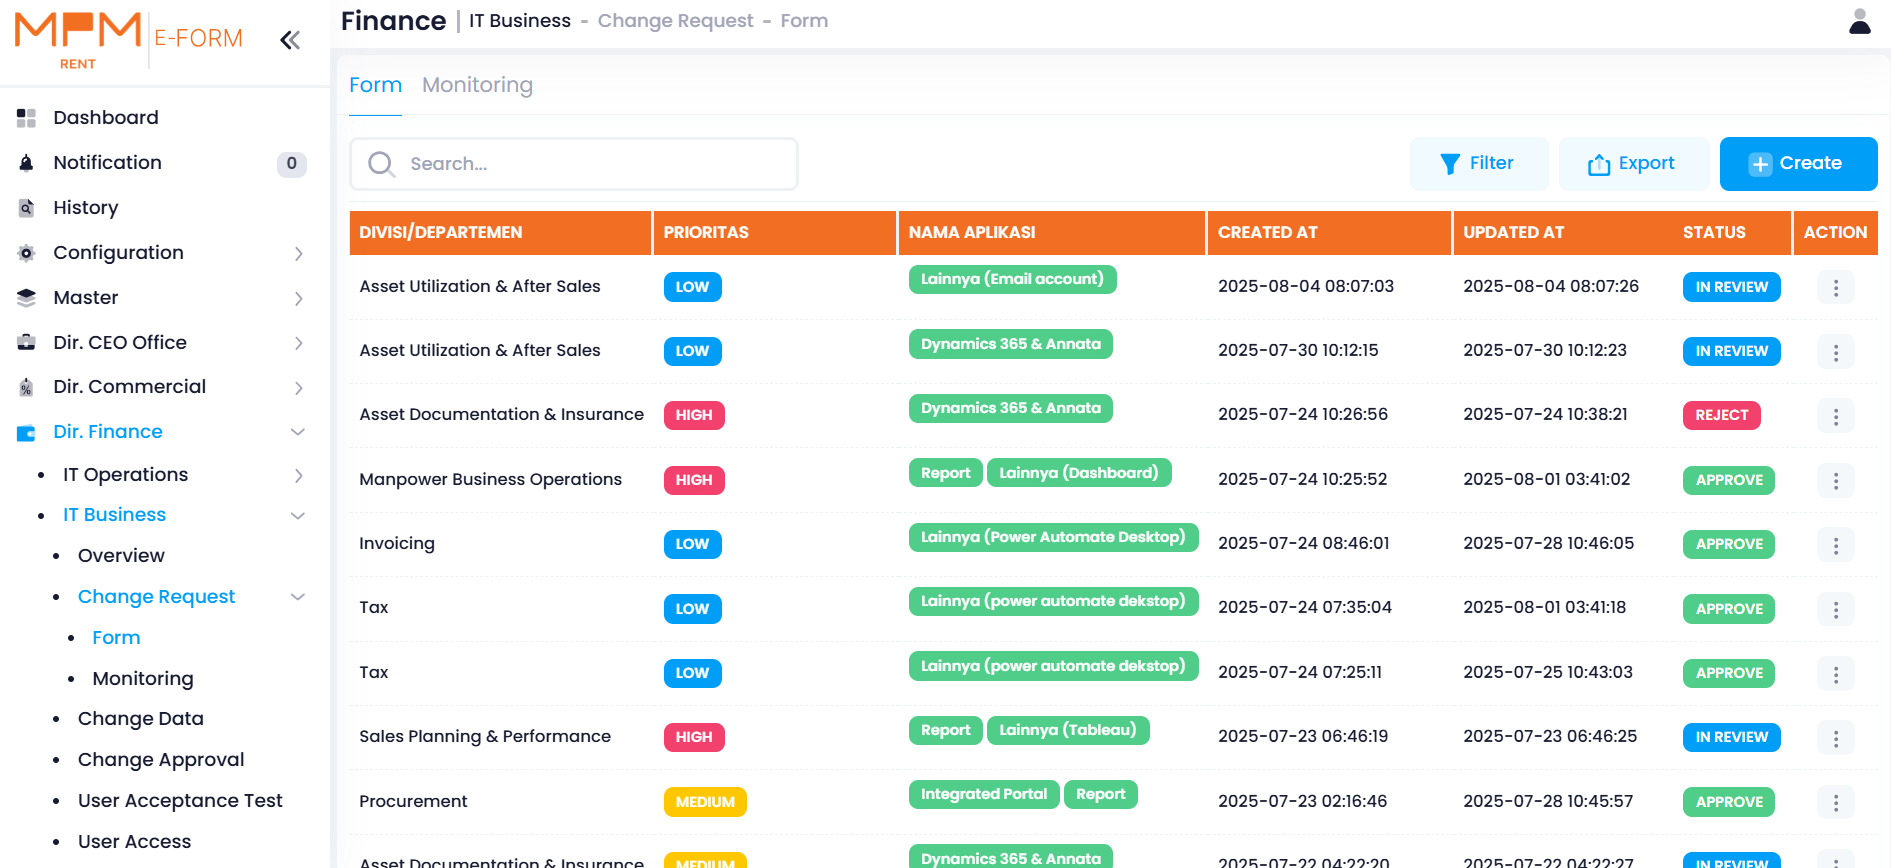 MPM
RENT
E-FORM
Finance | IT Business - Change Request - Form
Dashboard
Notification 0
History
Configuration
Master
Dir. CEO Office
Dir. Commercial
Dir. Finance
IT Operations
IT Business
Overview
Change Request
Form
Monitoring
Change Data
Change Approval
User Acceptance Test
User Access
Form Monitoring
Search...
Filter Export Create
DIVISI/DEPARTEMEN PRIORITAS NAMA APLIKASI CREATED AT UPDATED AT STATUS ACTION
Asset Utilization & After Sales LOW Lainnya (Email account) 2025-08-04 08:07:03 2025-08-04 08:07:26 IN REVIEW
Asset Utilization & After Sales LOW Dynamics 365 & Annata 2025-07-30 10:12:15 2025-07-30 10:12:23 IN REVIEW
Asset Documentation & Insurance HIGH Dynamics 365 & Annata 2025-07-24 10:26:56 2025-07-24 10:38:21 REJECT
Manpower Business Operations HIGH Report Lainnya (Dashboard) 2025-07-24 10:25:52 2025-08-01 03:41:02 APPROVE
Invoicing LOW Lainnya (Power Automate Desktop) 2025-07-24 08:46:01 2025-07-28 10:46:05 APPROVE
Tax LOW Lainnya (power automate dekstop) 2025-07-24 07:35:04 2025-08-01 03:41:18 APPROVE
Tax LOW Lainnya (power automate dekstop) 2025-07-24 07:25:11 2025-07-25 10:43:03 APPROVE
Sales Planning & Performance HIGH Report Lainnya (Tableau) 2025-07-23 06:46:19 2025-07-23 06:46:25 IN REVIEW
Procurement MEDIUM Integrated Portal Report 2025-07-23 02:16:46 2025-07-28 10:45:57 APPROVE
Asset Documentation & Insurance MEDIUM Dynamics 365 & Annata 2025-07-22 04:22:20 2025-07-22 04:22:27 IN REVIEW